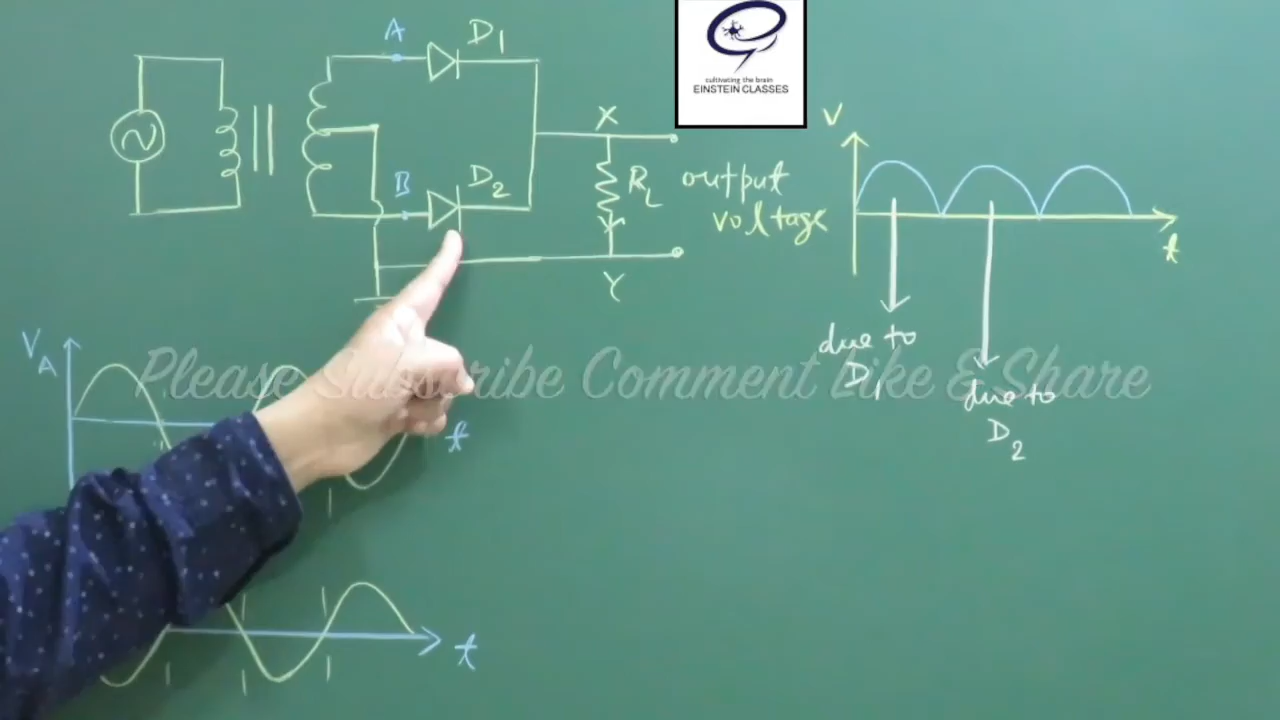 A
D1
B
D2
X
RL
Y
output
voltage
cultivating the brain
EINSTEIN CLASSES
V
t
due to
D1
due to
D2
VA
t
t
Please Subscribe Comment Like & Share